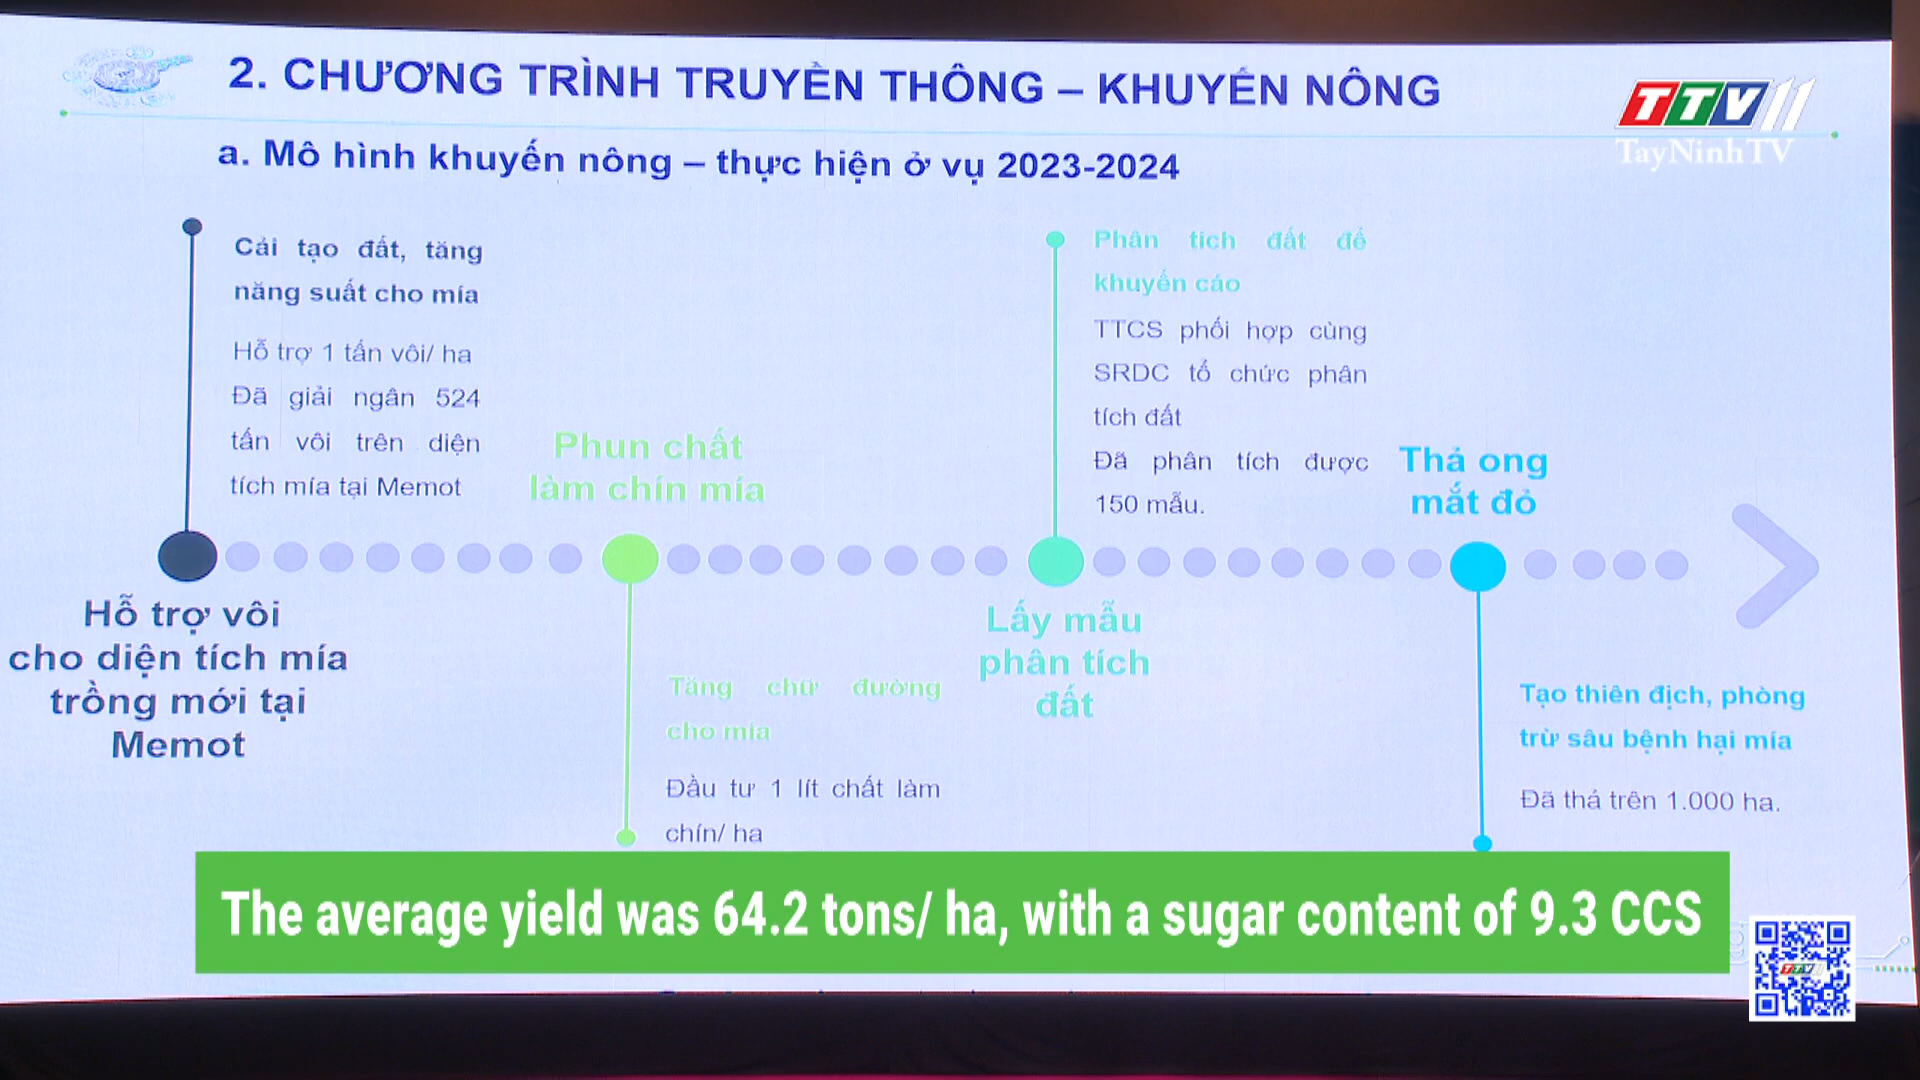 2. CHƯƠNG TRÌNH TRUYỀN THÔNG – KHUYẾN NÔNG
TTV11
TayNinhTV
a. Mô hình khuyến nông – thực hiện ở vụ 2023-2024
Cải tạo đất, tăng
năng suất cho mía
Hỗ trợ 1 tấn vôi/ ha
Đã giải ngân 524
tấn vôi trên diện
tích mía tại Memot
Hỗ trợ vôi
cho diện tích mía
trồng mới tại
Memot
Phun chất
làm chín mía
Tăng chữ đường
cho mía
Đầu tư 1 lít chất làm
chín/ ha
Phân tích đất để
khuyến cáo
TTCS phối hợp cùng
SRDC tổ chức phân
tích đất
Đã phân tích được
150 mẫu.
Lấy mẫu
phân tích
đất
Thả ong
mắt đỏ
Tạo thiên địch, phòng
trừ sâu bệnh hại mía
Đã thả trên 1.000 ha.
The average yield was 64.2 tons/ ha, with a sugar content of 9.3 CCS
TTV